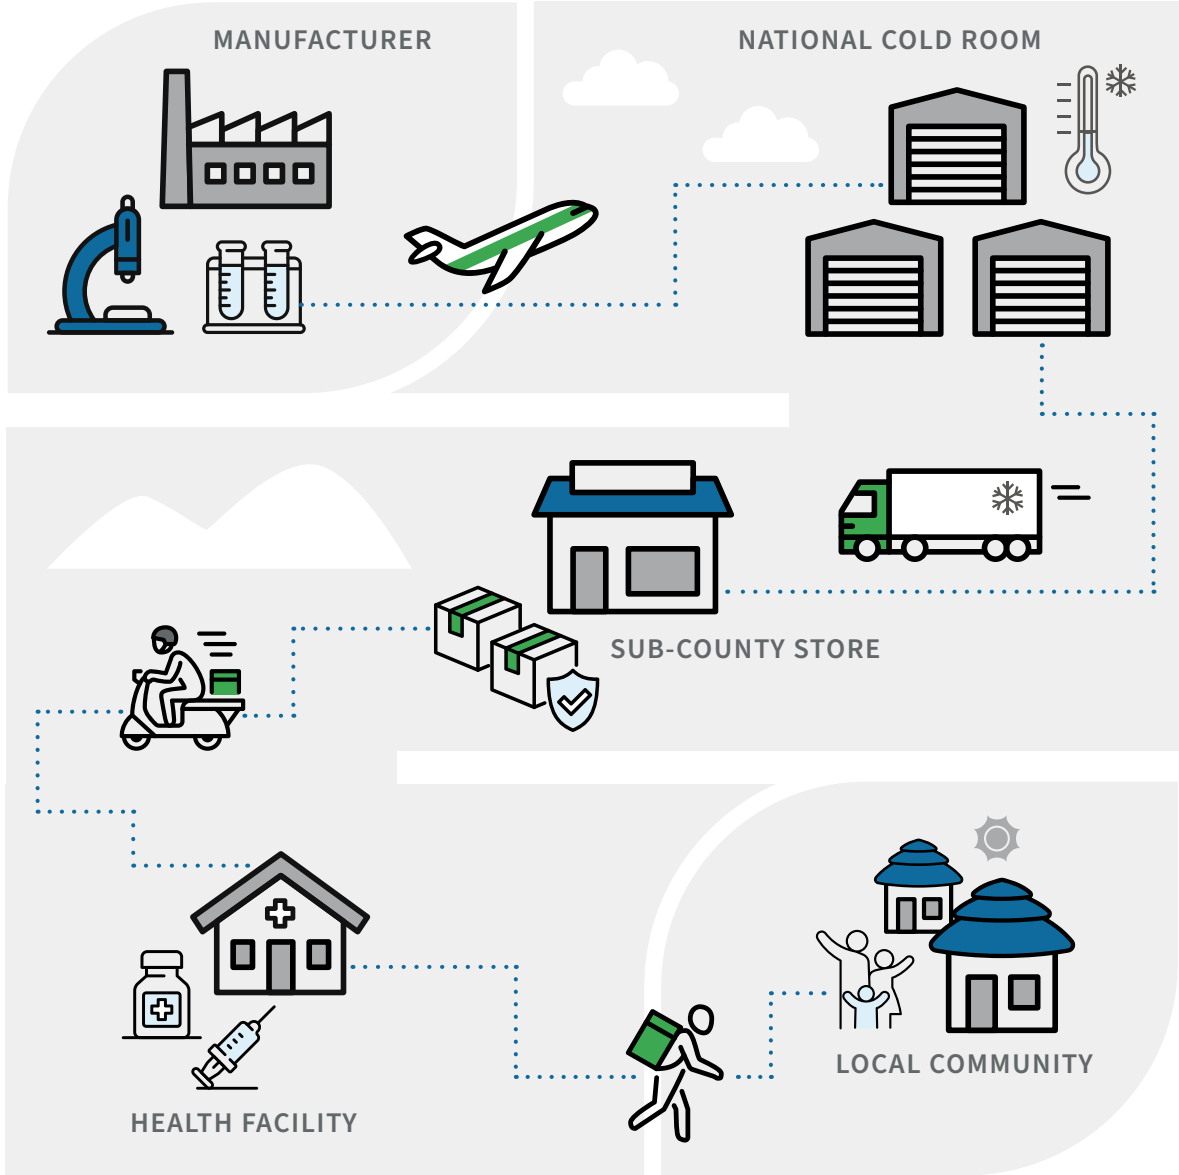 MANUFACTURER
NATIONAL COLD ROOM
SUB-COUNTY STORE
HEALTH FACILITY
LOCAL COMMUNITY